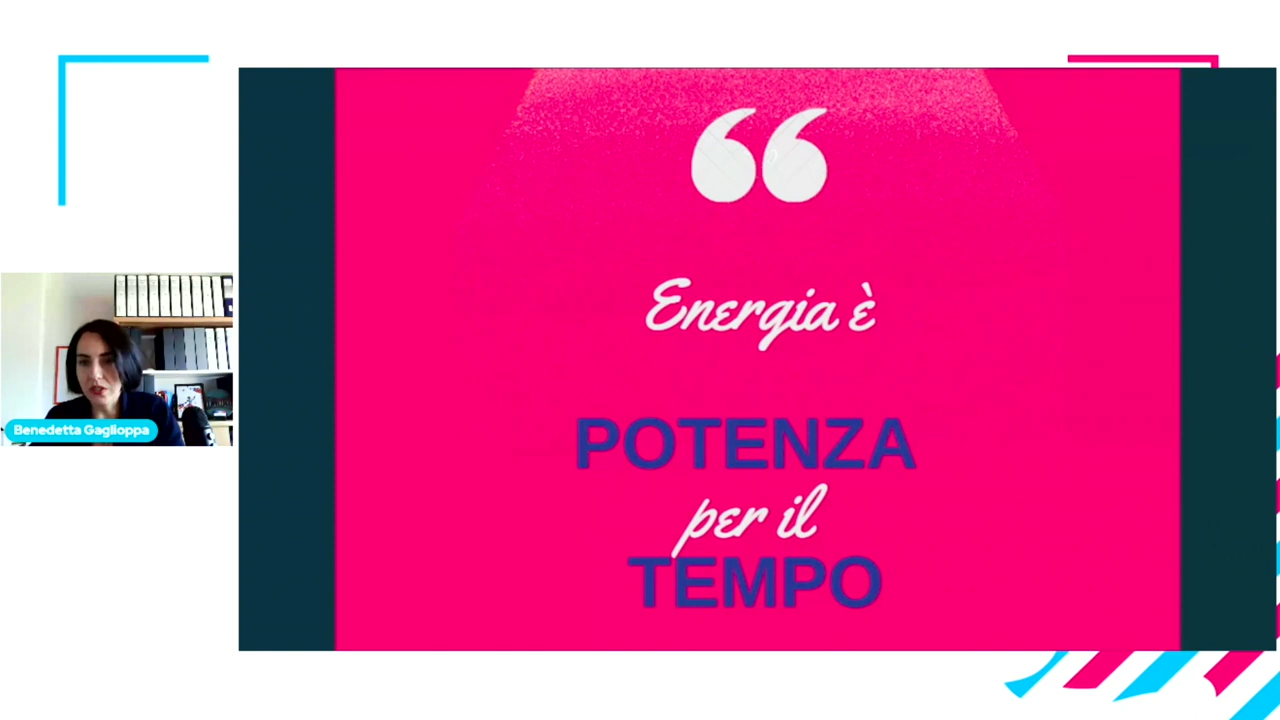 “
Energia è
POTENZA
per il
TEMPO
Benedetta Gaglioppa